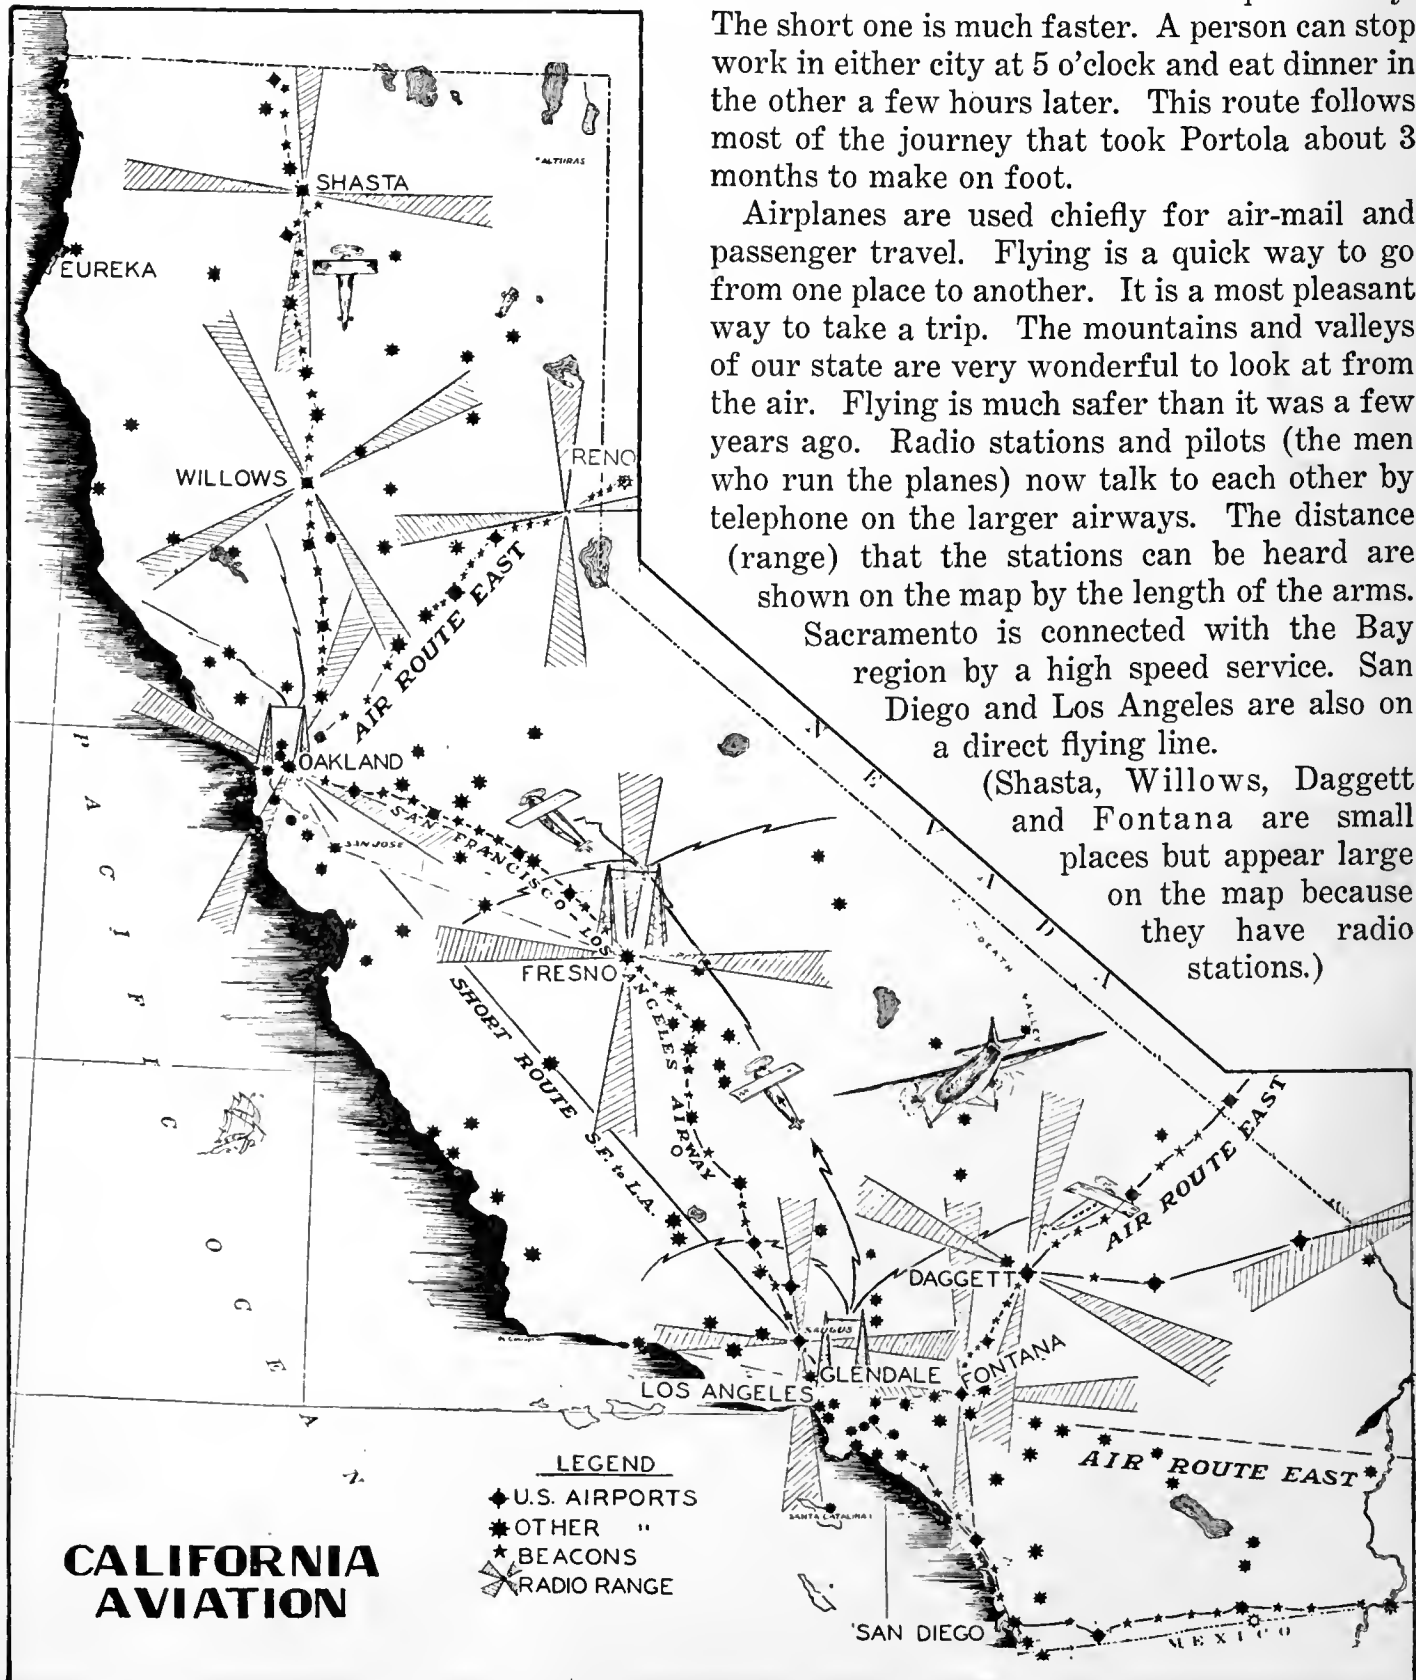 The short one is much faster. A person can stop
work in either city at 5 o'clock and eat dinner in
the other a few hours later. This route follows
most of the journey that took Portola about 3
months to make on foot.
Airplanes are used chiefly for air-mail and
passenger travel. Flying is a quick way to go
from one place to another. It is a most pleasant
way to take a trip. The mountains and valleys
of our state are very wonderful to look at from
the air. Flying is much safer than it was a few
years ago. Radio stations and pilots (the men
who run the planes) now talk to each other by
telephone on the larger airways. The distance
(range) that the stations can be heard are
shown on the map by the length of the arms.
Sacramento is connected with the Bay
region by a high speed service. San
Diego and Los Angeles are also on
a direct flying line.
(Shasta, Willows, Daggett
and Fontana are small
places but appear large
on the map because
they have radio
stations.)
ALTURAS
SHASTA
EUREKA
WILLOWS
RENO
AIR ROUTE EAST
OAKLAND
SAN JOSE
SAN FRANCISCO-LOS ANGELES AIRWAY
FRESNO
SHORT ROUTE S.F. to L.A.
NEVADA
DEATH
VALLEY
PACIFIC OCEAN
AIR ROUTE EAST
DAGGETT
SAUGUS
GLENDALE
FONTANA
LOS ANGELES
AIR ROUTE EAST
SANTA CATALINA I
SAN DIEGO
MEXICO
LEGEND
U.S. AIRPORTS
OTHER "
BEACONS
RADIO RANGE
CALIFORNIA
AVIATION